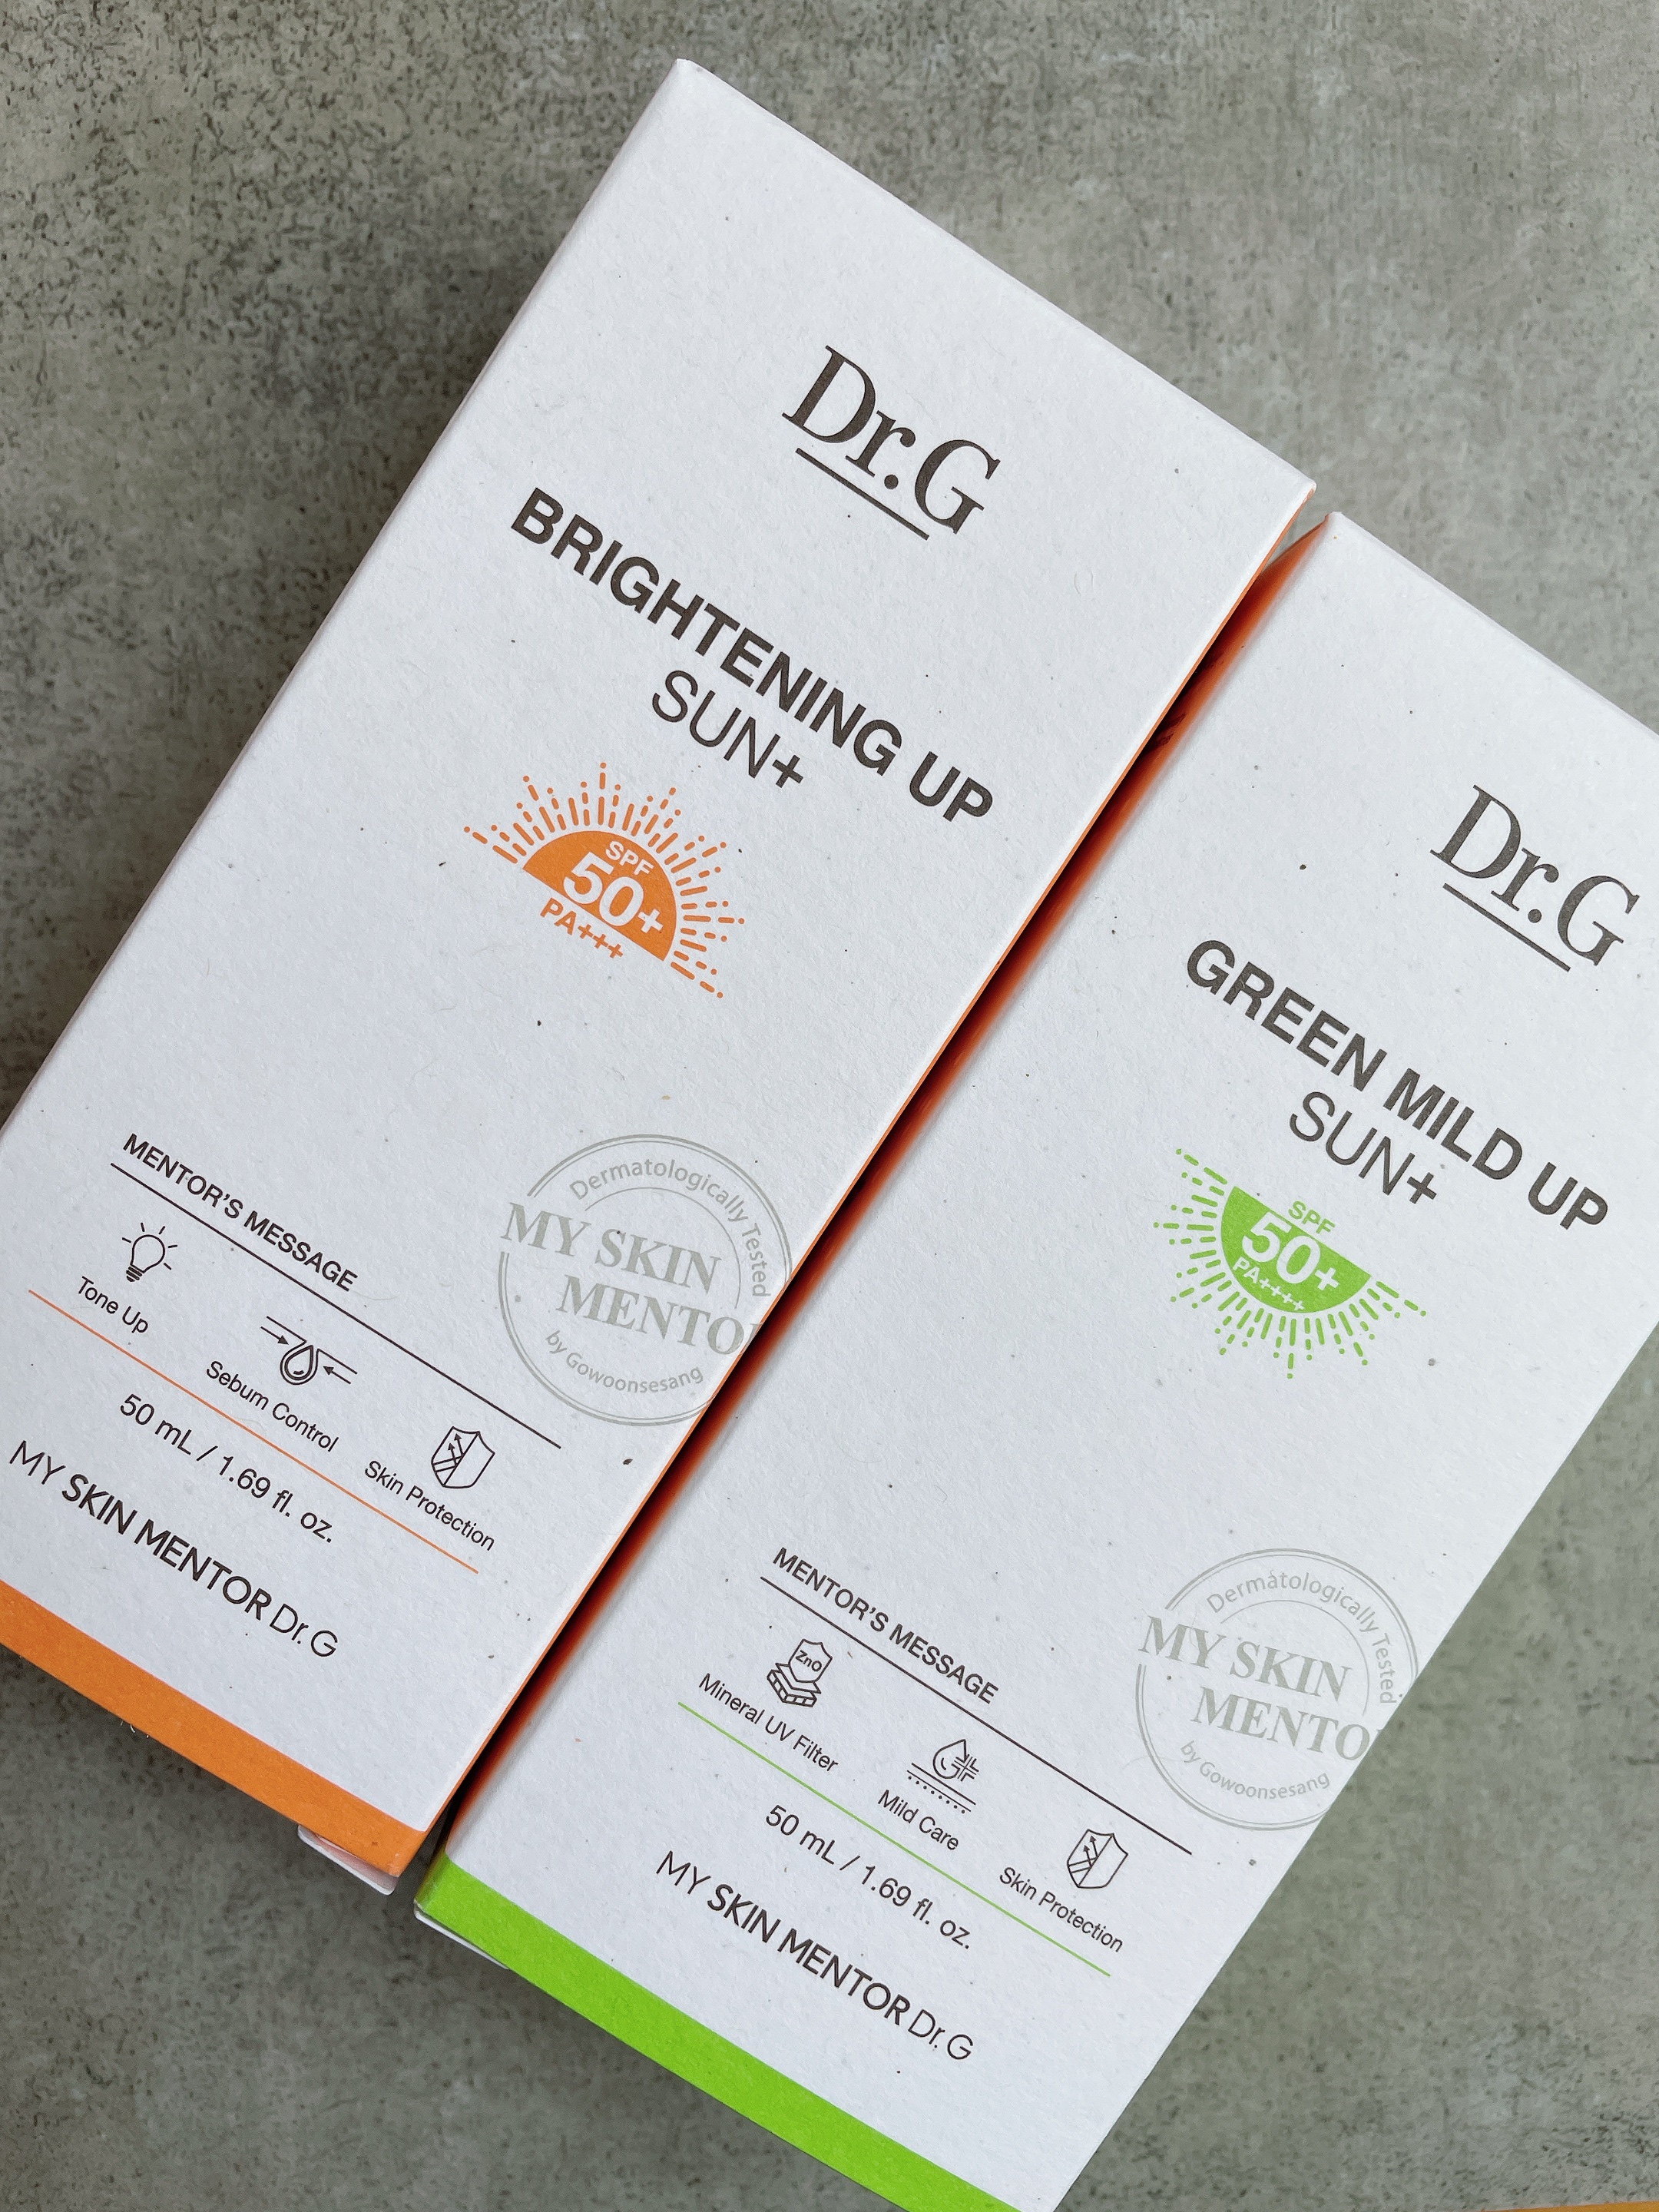 Dr.G
BRIGHTENING UP
SUN+
SPF
50+
PA+++
Dermatologically Tested
MY SKIN
MENTO
by Gowoonsesang
MENTOR'S MESSAGE
Tone Up
Sebum Control
Skin Protection
50 mL / 1.69 fl. oz.
MY SKIN MENTOR Dr.G
Dr.G
GREEN MILD UP
SUN+
SPF
50+
PA++++
Dermatologically Tested
MY SKIN
MENTO
by Gowoonsesang
MENTOR'S MESSAGE
ZnO
Mineral UV Filter
Mild Care
Skin Protection
50 mL / 1.69 fl. oz.
MY SKIN MENTOR Dr.G